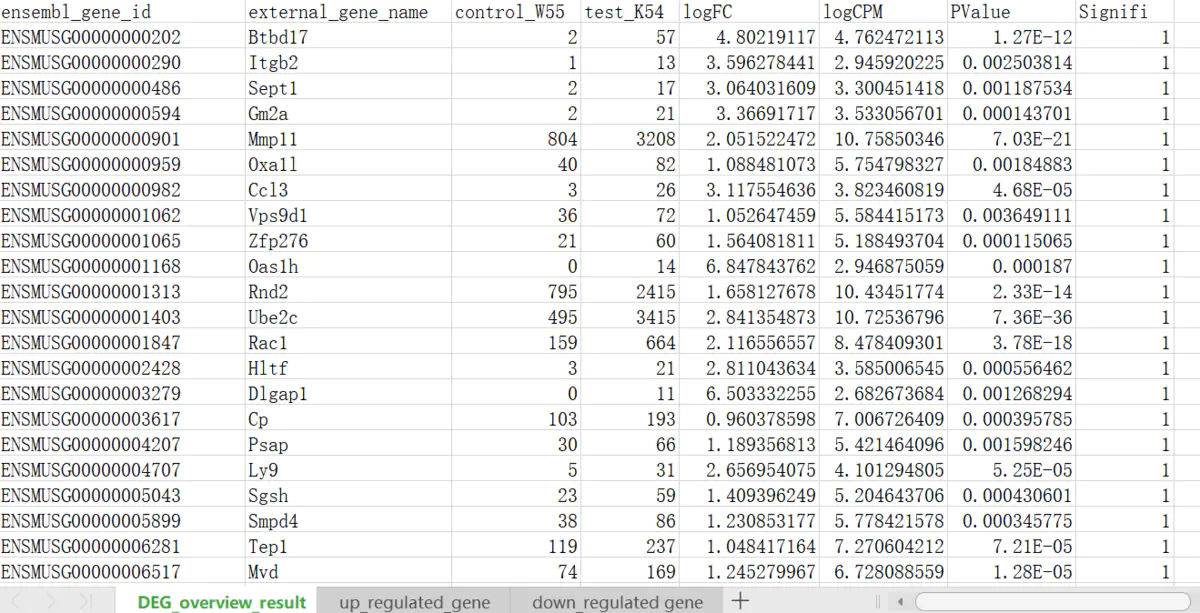 ensembl_gene_id external_gene_name control_W55 test_K54 logFC logCPM PValue Signifi
ENSMUSG00000000202 Btbd17 2 57 4.80219117 4.762472113 1.27E-12 1
ENSMUSG00000000290 Itgb2 1 13 3.596278441 2.945920225 0.002503814 1
ENSMUSG00000000486 Sept1 2 17 3.064031609 3.300451418 0.001187534 1
ENSMUSG00000000594 Gm2a 2 21 3.36691717 3.533056701 0.000143701 1
ENSMUSG00000000901 Mmp11 804 3208 2.051522472 10.75850346 7.03E-21 1
ENSMUSG00000000959 Oxa1l 40 82 1.088481073 5.754798327 0.00184883 1
ENSMUSG00000000982 Ccl3 3 26 3.117554636 3.823460819 4.68E-05 1
ENSMUSG00000001062 Vps9d1 36 72 1.052647459 5.584415173 0.003649111 1
ENSMUSG00000001065 Zfp276 21 60 1.564081811 5.188493704 0.000115065 1
ENSMUSG00000001168 Oas1h 0 14 6.847843762 2.946875059 0.000187 1
ENSMUSG00000001313 Rnd2 795 2415 1.658127678 10.43451774 2.33E-14 1
ENSMUSG00000001403 Ube2c 495 3415 2.841354873 10.72536796 7.36E-36 1
ENSMUSG00000001847 Rac1 159 664 2.116556557 8.478409301 3.78E-18 1
ENSMUSG00000002428 Hltf 3 21 2.811043634 3.585006545 0.000556462 1
ENSMUSG00000003279 Dlgap1 0 11 6.503332255 2.682673684 0.001268294 1
ENSMUSG00000003617 Cp 103 193 0.960378598 7.006726409 0.000395785 1
ENSMUSG00000004207 Psap 30 66 1.189356813 5.421464096 0.001598246 1
ENSMUSG00000004707 Ly9 5 31 2.656954075 4.101294805 5.25E-05 1
ENSMUSG00000005043 Sgsh 23 59 1.409396249 5.204643706 0.000430601 1
ENSMUSG00000005899 Smpd4 38 86 1.230853177 5.778421578 0.000345775 1
ENSMUSG00000006281 Tep1 119 237 1.048417164 7.270604212 7.21E-05 1
ENSMUSG00000006517 Mvd 74 169 1.245279967 6.728088559 1.28E-05 1
DEG_overview_result up_regulated_gene down_regulated gene